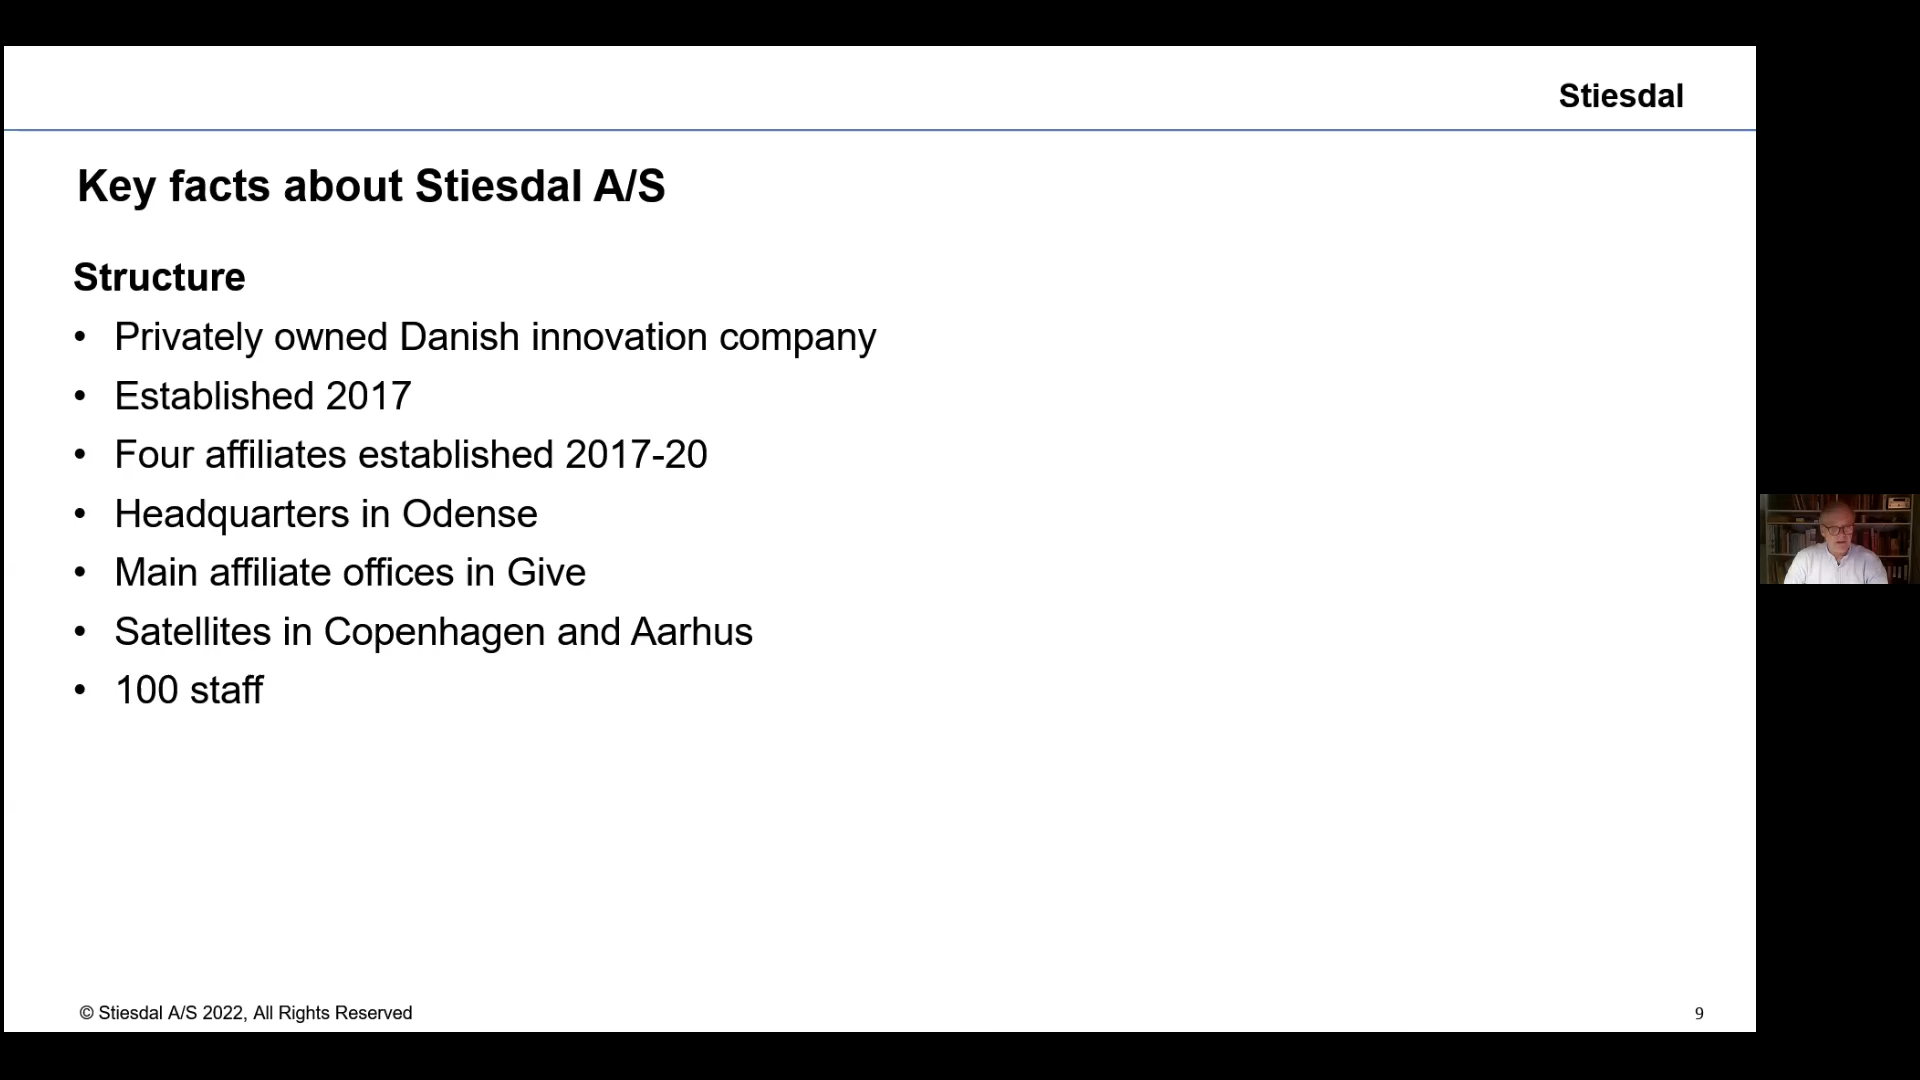 Stiesdal
Key facts about Stiesdal A/S
Structure
• Privately owned Danish innovation company
• Established 2017
• Four affiliates established 2017-20
• Headquarters in Odense
• Main affiliate offices in Give
• Satellites in Copenhagen and Aarhus
• 100 staff
© Stiesdal A/S 2022, All Rights Reserved
9